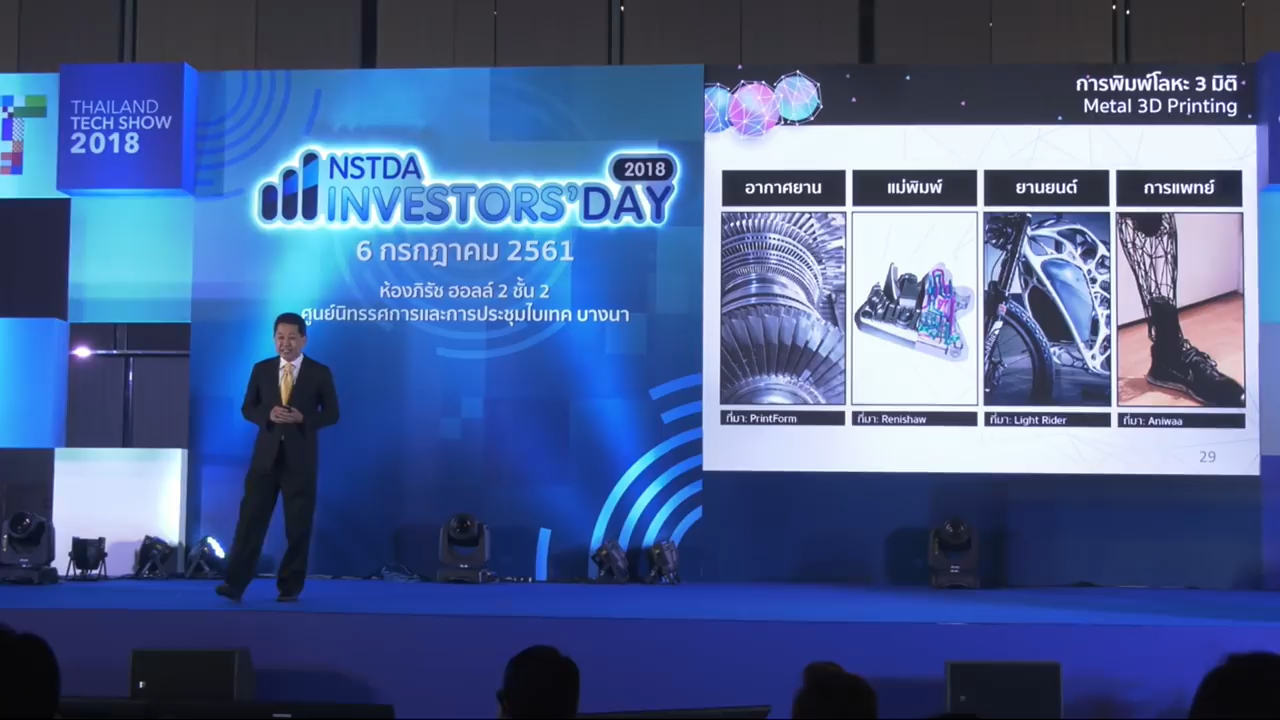 THAILAND
TECH SHOW
2018
NSTDA
2018
INVESTORS' DAY
6 กรกฎาคม 2561
ห้องภิรัช ฮอลล์ 2 ชั้น 2
ศูนย์นิทรรศการและการประชุมไบเทค บางนา
การพิมพ์โลหะ 3 มิติ
Metal 3D Printing
อากาศยาน
แม่พิมพ์
ยานยนต์
การแพทย์
ที่มา: PrintForm
ที่มา: Renishaw
ที่มา: Light Rider
ที่มา: Aniwaa
29